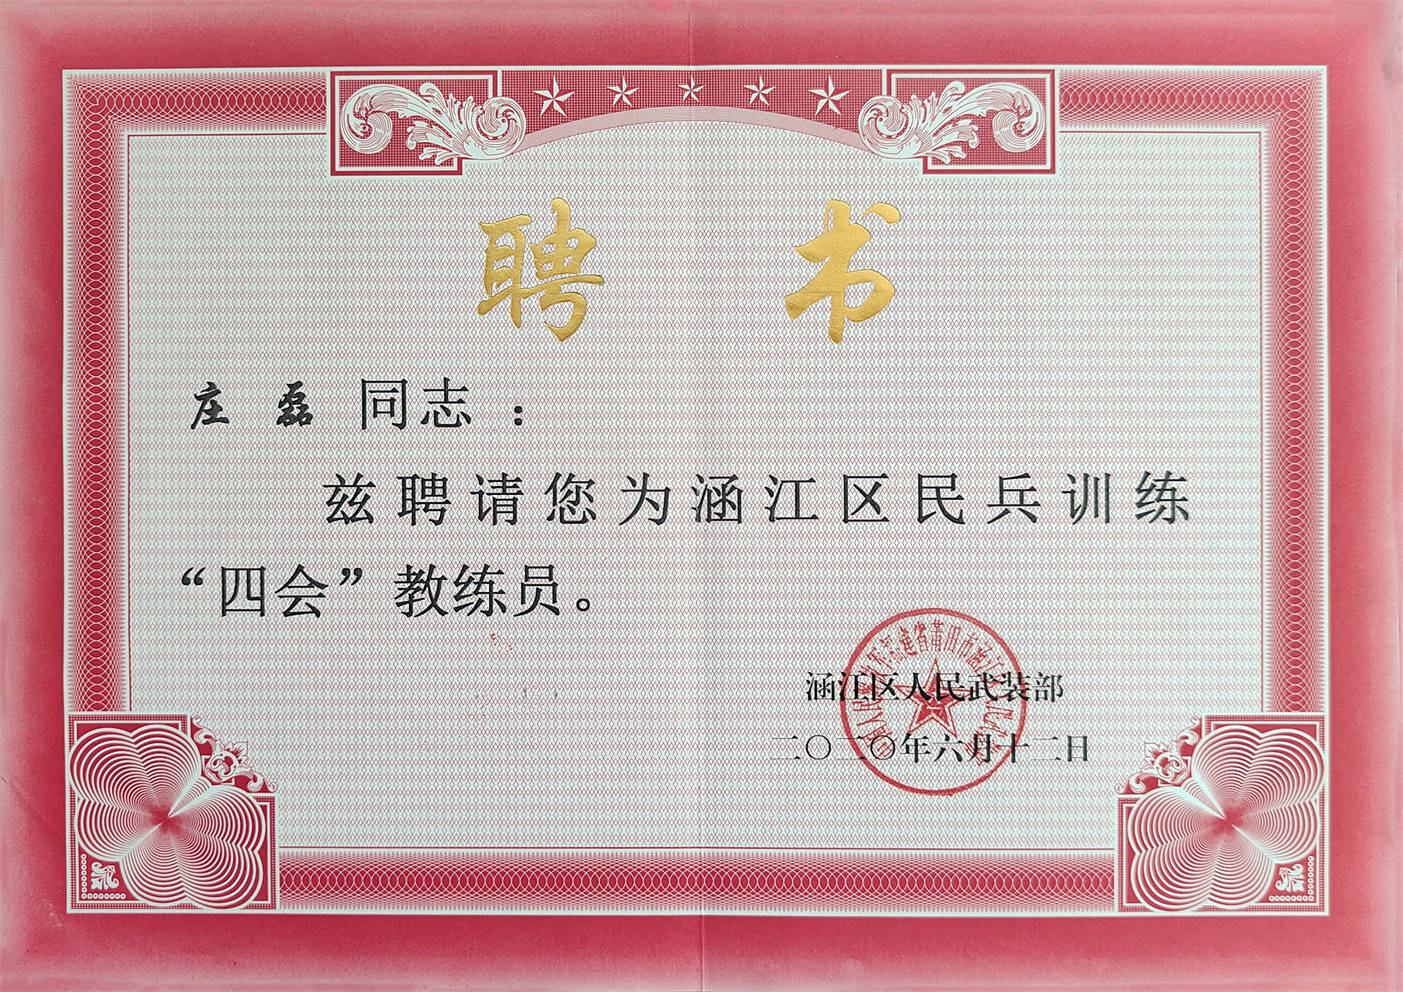 聘书
庄磊同志：
兹聘请您为涵江区民兵训练
“四会”教练员。
涵江区人民武装部
二〇二〇年六月十二日